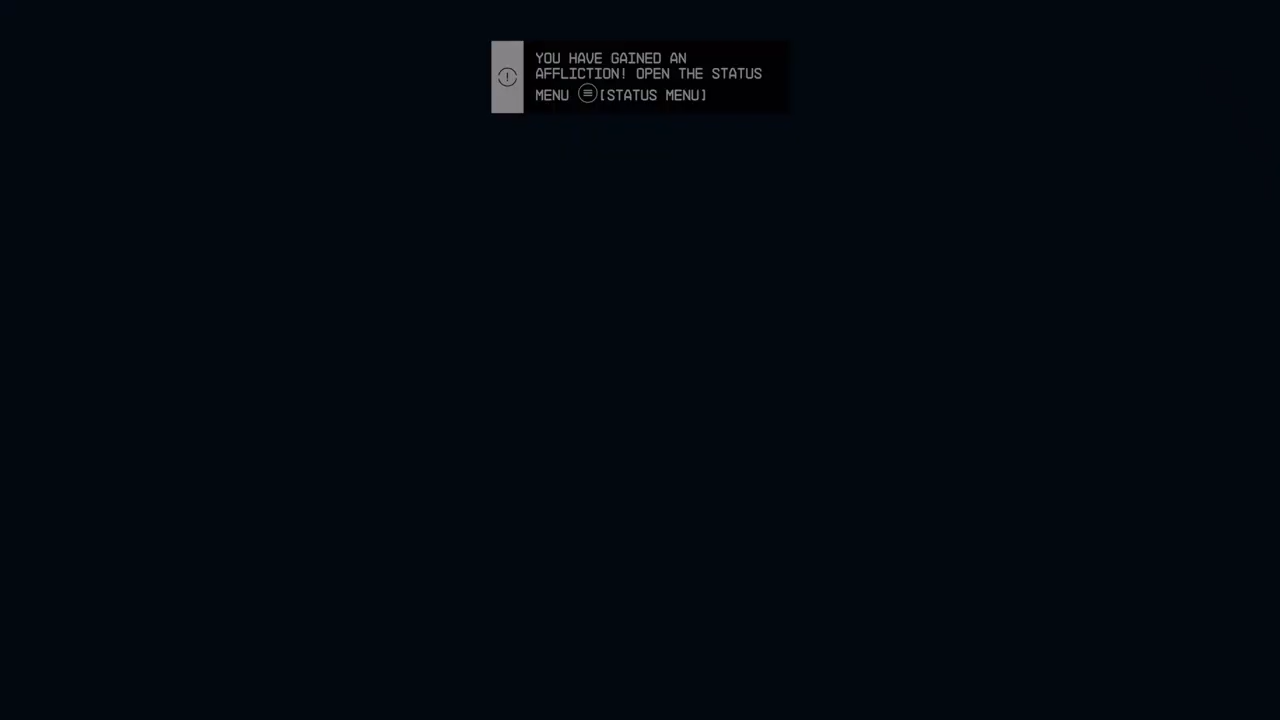 YOU HAVE GAINED AN
AFFLICTION! OPEN THE STATUS
MENU [STATUS MENU]